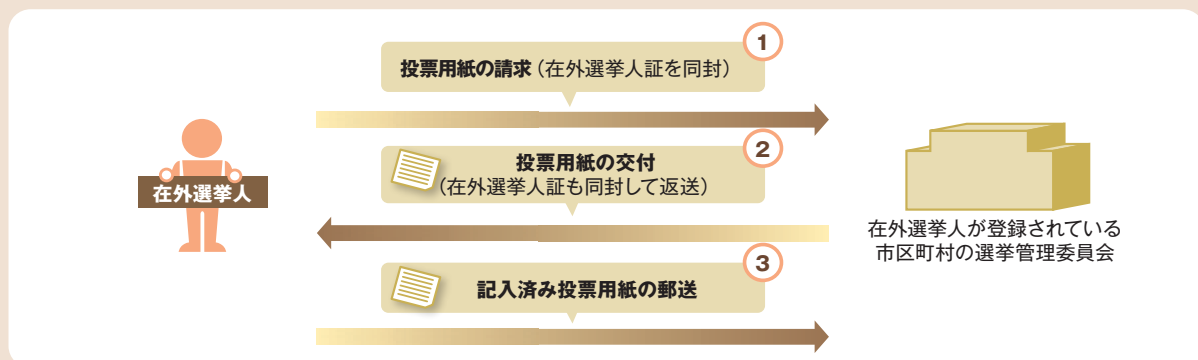 1
投票用紙の請求（在外選挙人証を同封）
2
投票用紙の交付
（在外選挙人証も同封して返送）
在外選挙人
在外選挙人が登録されている
市区町村の選挙管理委員会
3
記入済み投票用紙の郵送